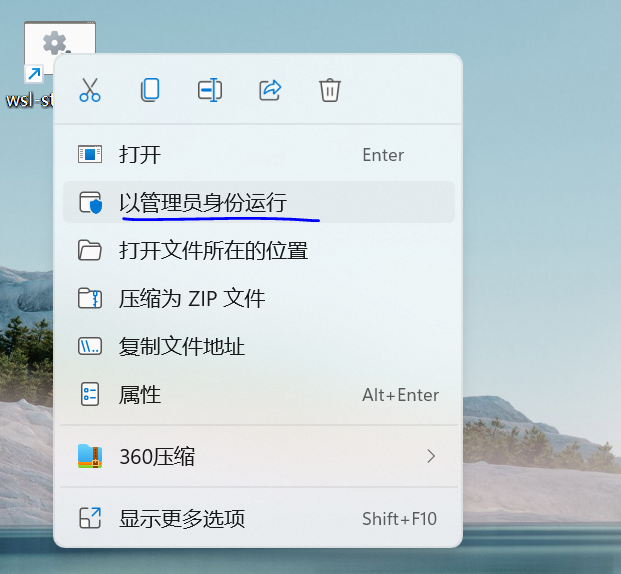 wsl-st
打开 Enter
以管理员身份运行
打开文件所在的位置
压缩为 ZIP 文件
复制文件地址
属性 Alt+Enter
360压缩
显示更多选项 Shift+F10